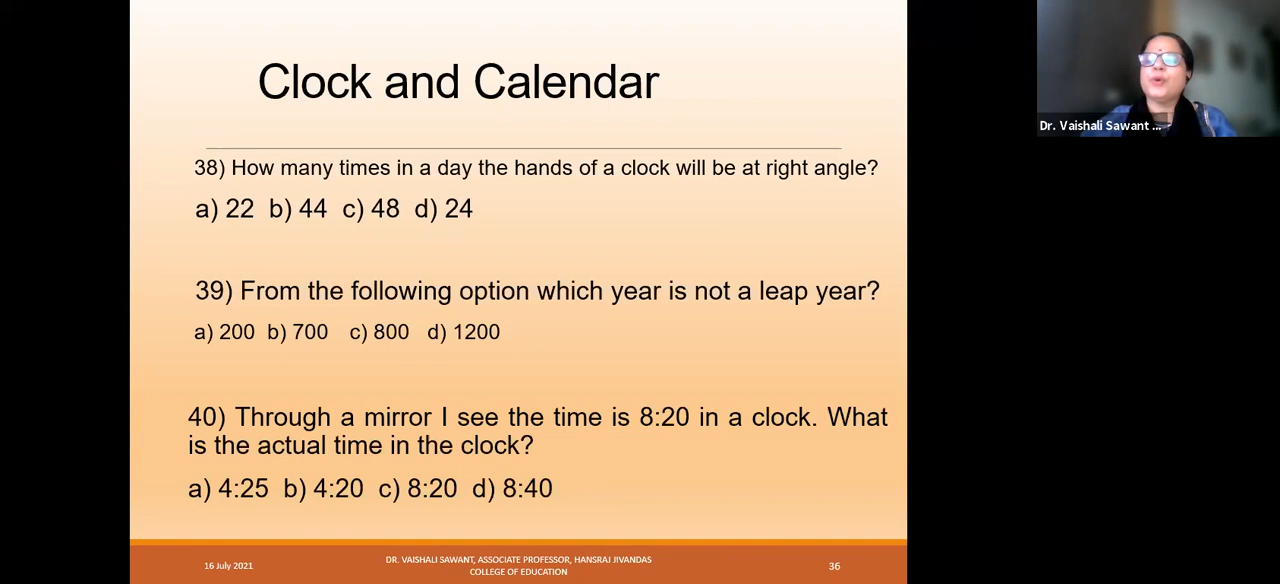 Clock and Calendar
Dr. Vaishali Sawant ...
38) How many times in a day the hands of a clock will be at right angle?
a) 22 b) 44 c) 48 d) 24
39) From the following option which year is not a leap year?
a) 200 b) 700 c) 800 d) 1200
40) Through a mirror I see the time is 8:20 in a clock. What
is the actual time in the clock?
a) 4:25 b) 4:20 c) 8:20 d) 8:40
16 July 2021
DR. VAISHALI SAWANT, ASSOCIATE PROFESSOR, HANSRAJ JIVANDAS
COLLEGE OF EDUCATION
36